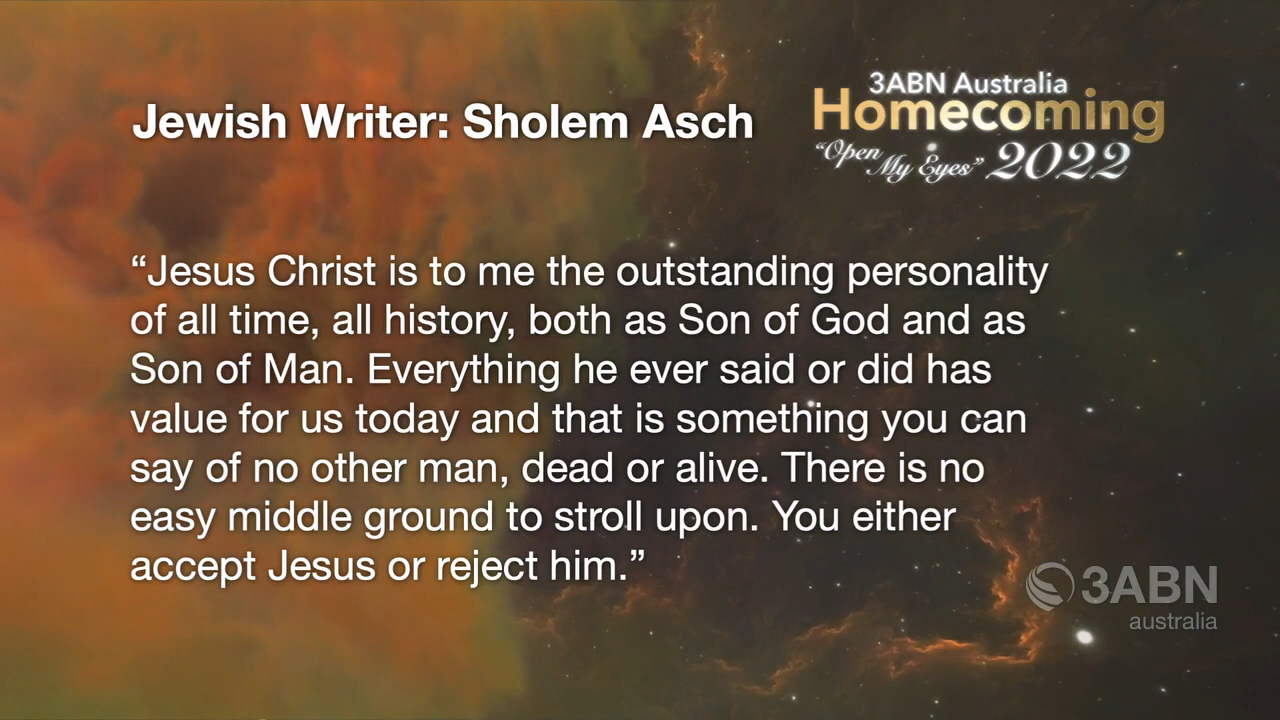 3ABN Australia
Jewish Writer: Sholem Asch
Homecoming
“Open My Eyes” 2022
“Jesus Christ is to me the outstanding personality
of all time, all history, both as Son of God and as
Son of Man. Everything he ever said or did has
value for us today and that is something you can
say of no other man, dead or alive. There is no
easy middle ground to stroll upon. You either
accept Jesus or reject him.”
3ABN
australia